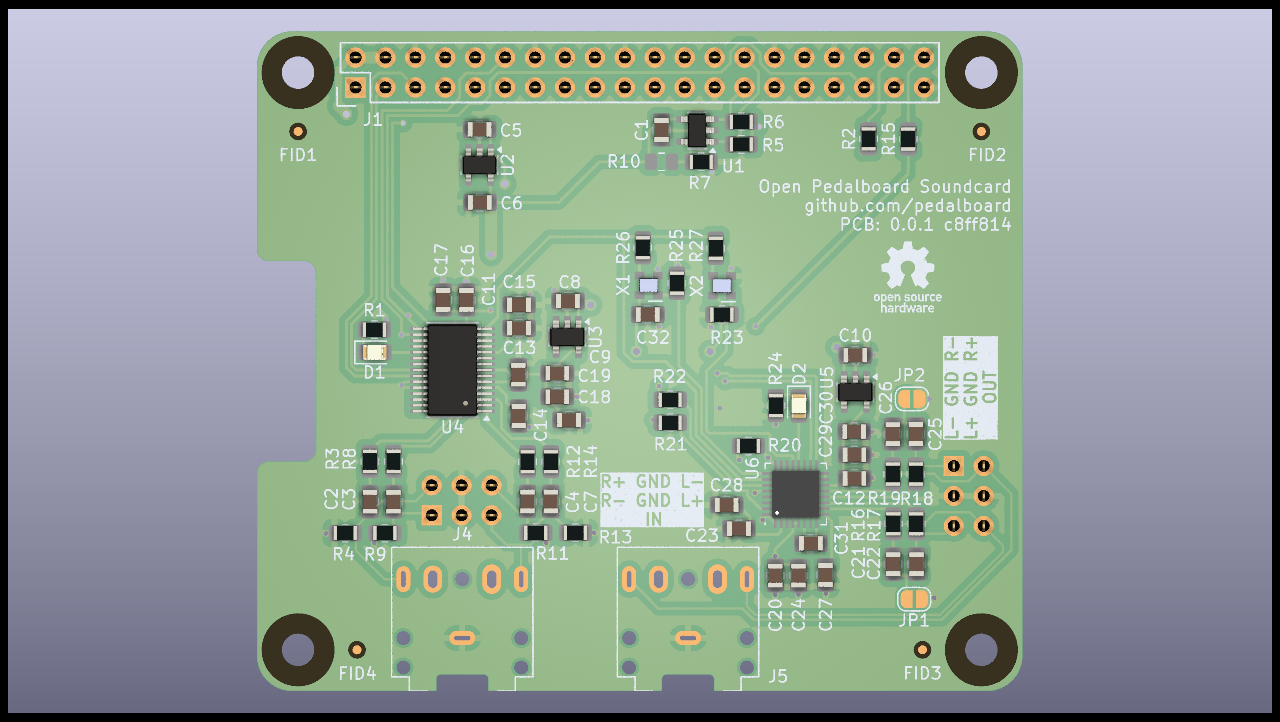 J1
FID1
FID2
C5
U2
C6
C1
R6
R5
R10
U1
R7
R2
R15
Open Pedalboard Soundcard
github.com/pedalboard
PCB: 0.0.1 c8ff814
open source
hardware
C17
C16
C11
C15
C8
R26
R25
R27
X1
X2
R1
D1
C13
U3
C9
C32
R23
C10
C19
C18
C14
U4
R22
R21
R24
D2
U5
C30
C29
C26
JP2
C25
L- GND R-
L+ GND R+
OUT
R3
R8
R12
R14
R20
U6
C2
C3
C4
C7
R+ GND L-
R- GND L+
IN
C28
C23
C12
R19
R18
R16
R17
J4
R4
R9
R11
R13
C31
C21
C22
C20
C24
C27
JP1
FID4
J5
FID3